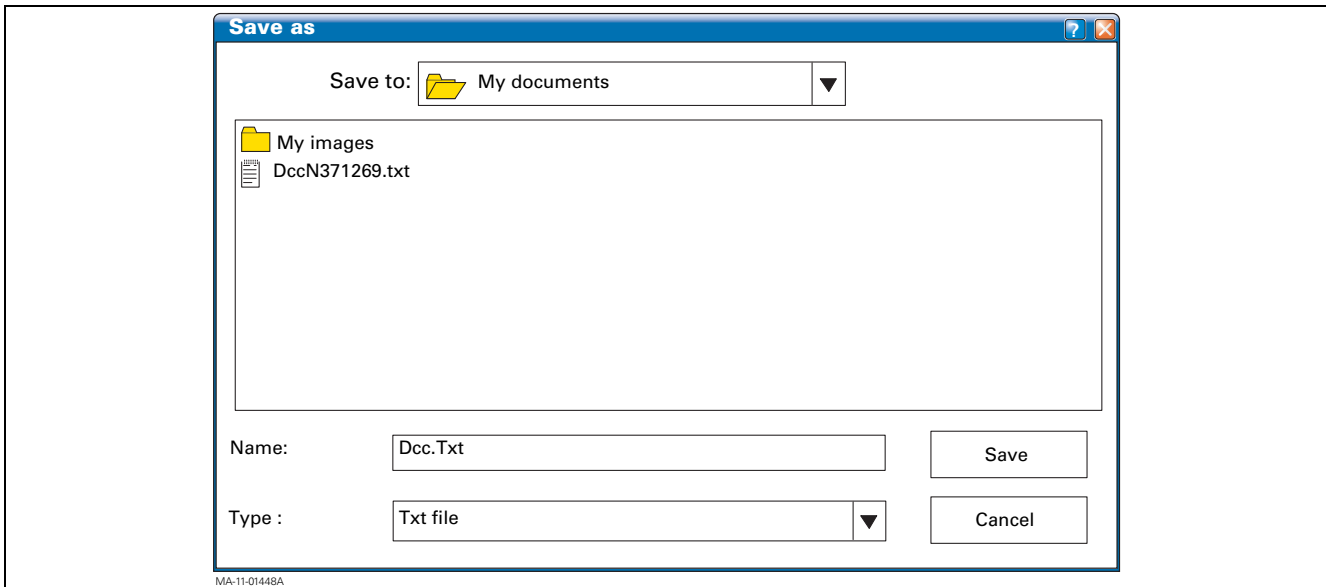 Save as
?
Save to: My documents
My images
DccN371269.txt
Name: Dcc.Txt
Save
Type : Txt file
Cancel
MA-11-01448A